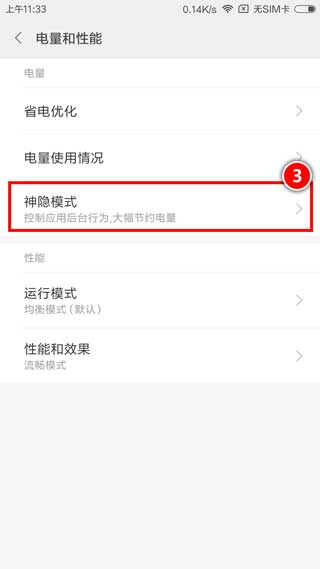 上午11:33 0.14K/s 无SIM卡
电量和性能
电量
省电优化
电量使用情况
3
神隐模式
控制应用后台行为,大幅节约电量
性能
运行模式
均衡模式(默认)
性能和效果
流畅模式